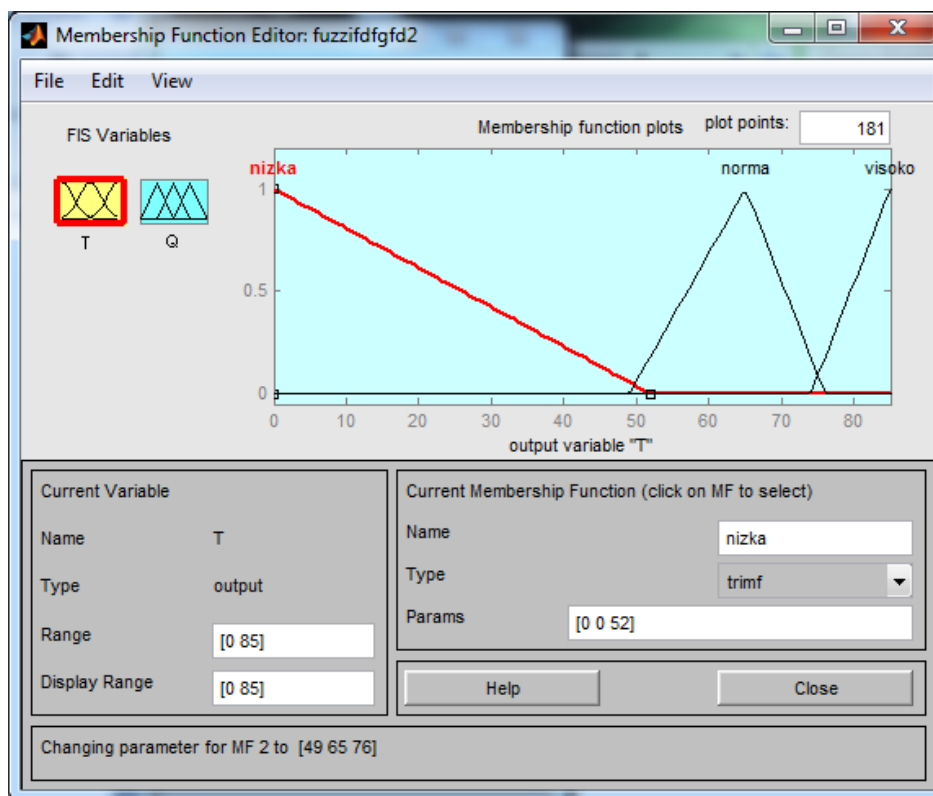 Membership Function Editor: fuzzifdfgfd2
File Edit View
FIS Variables
Membership function plots plot points: 181
nizka norma visoko
1
0.5
0
T Q
0 10 20 30 40 50 60 70 80
output variable "T"
Current Variable
Name T
Type output
Range [0 85]
Display Range [0 85]
Current Membership Function (click on MF to select)
Name nizka
Type trimf
Params [0 0 52]
Help Close
Changing parameter for MF 2 to [49 65 76]